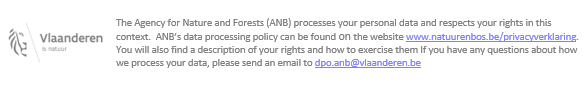 Vlaanderen
is natuur
The Agency for Nature and Forests (ANB) processes your personal data and respects your rights in this
context.  ANB's data processing policy can be found on the website www.natuurenbos.be/privacyverklaring.
You will also find a description of your rights and how to exercise them If you have any questions about how
we process your data, please send an email to dpo.anb@vlaanderen.be